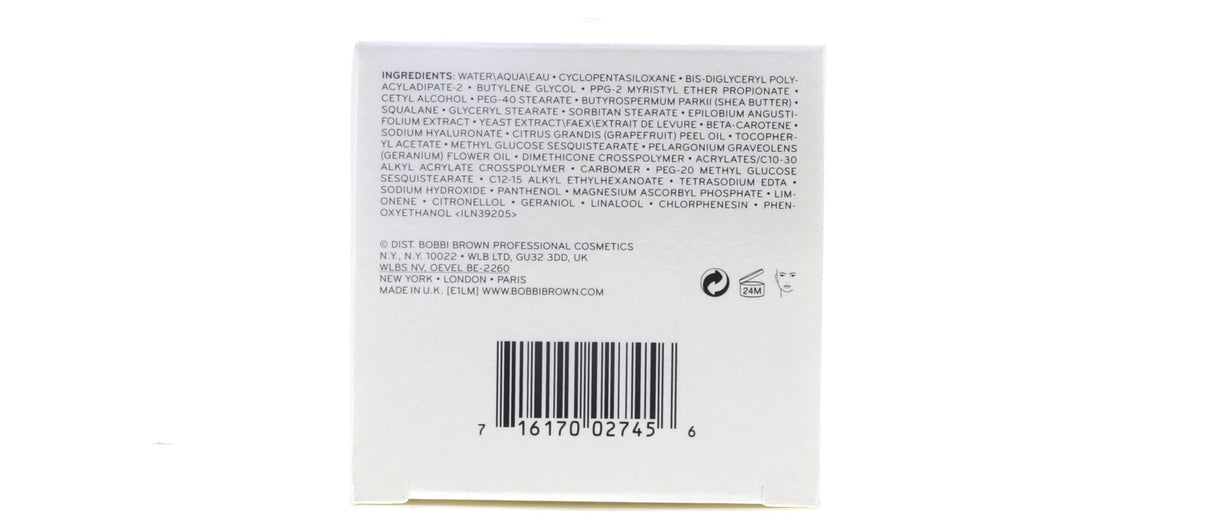 INGREDIENTS: WATER\AQUA\EAU • CYCLOPENTASILOXANE • BIS-DIGLYCERYL POLY-
ACYLADIPATE-2 • BUTYLENE GLYCOL • PPG-2 MYRISTYL ETHER PROPIONATE •
CETYL ALCOHOL • PEG-40 STEARATE • BUTYROSPERMUM PARKII (SHEA BUTTER) •
SQUALANE • GLYCERYL STEARATE • SORBITAN STEARATE • EPILOBIUM ANGUSTI-
FOLIUM EXTRACT • YEAST EXTRACT\FAEX\EXTRAIT DE LEVURE • BETA-CAROTENE •
SODIUM HYALURONATE • CITRUS GRANDIS (GRAPEFRUIT) PEEL OIL • TOCOPHER-
YL ACETATE • METHYL GLUCOSE SESQUISTEARATE • PELARGONIUM GRAVEOLENS
(GERANIUM) FLOWER OIL • DIMETHICONE CROSSPOLYMER • ACRYLATES/C10-30
ALKYL ACRYLATE CROSSPOLYMER • CARBOMER • PEG-20 METHYL GLUCOSE
SESQUISTEARATE • C12-15 ALKYL ETHYLHEXANOATE • TETRASODIUM EDTA •
SODIUM HYDROXIDE • PANTHENOL • MAGNESIUM ASCORBYL PHOSPHATE • LIM-
ONENE • CITRONELLOL • GERANIOL • LINALOOL • CHLORPHENESIN • PHEN-
OXYETHANOL <ILN39205>
© DIST. BOBBI BROWN PROFESSIONAL COSMETICS
N.Y., N.Y. 10022 • WLB LTD, GU32 3DD, UK
WLBS NV, OEVEL BE-2260
NEW YORK • LONDON • PARIS
MADE IN U.K. [E1LM] WWW.BOBBIBROWN.COM
24M
7 16170 02745 6